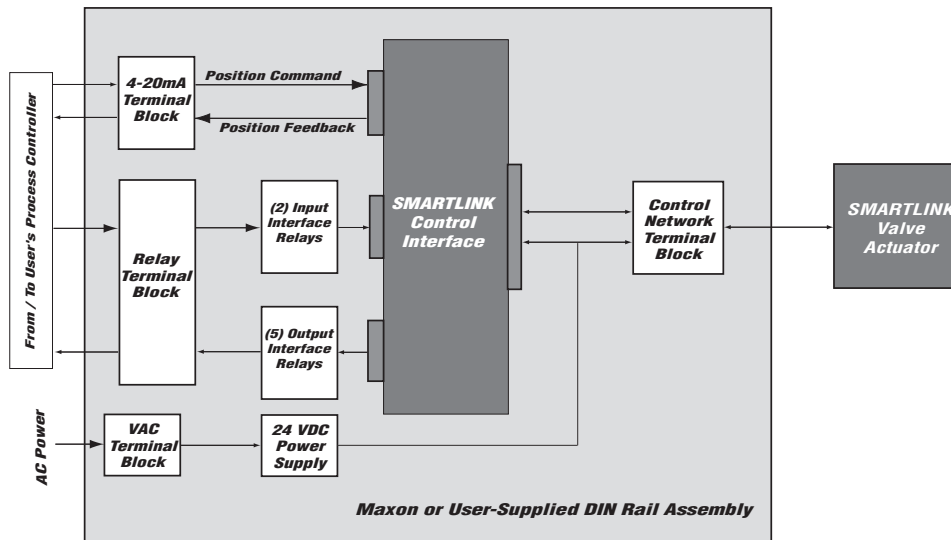 From / To User's Process Controller
4-20mA
Terminal
Block
Position Command
Position Feedback
Relay
Terminal
Block
(2) Input
Interface
Relays
(5) Output
Interface
Relays
SMARTLINK
Control
Interface
Control
Network
Terminal
Block
SMARTLINK
Valve
Actuator
AC Power
VAC
Terminal
Block
24 VDC
Power
Supply
Maxon or User-Supplied DIN Rail Assembly